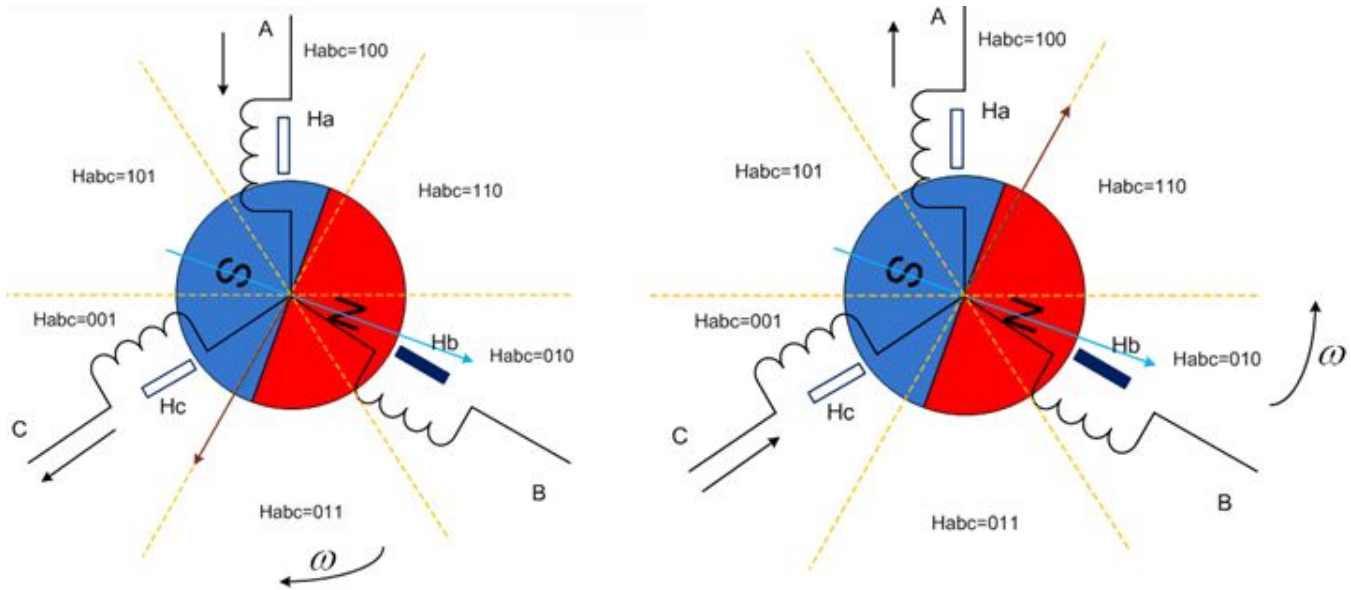 A
Habc=100
Ha
Habc=101
Habc=110
S
N
Habc=001
Hb
Habc=010
Hc
C
B
Habc=011
ω
A
Habc=100
Ha
Habc=101
Habc=110
S
N
Habc=001
Hb
Habc=010
ω
Hc
C
B
Habc=011